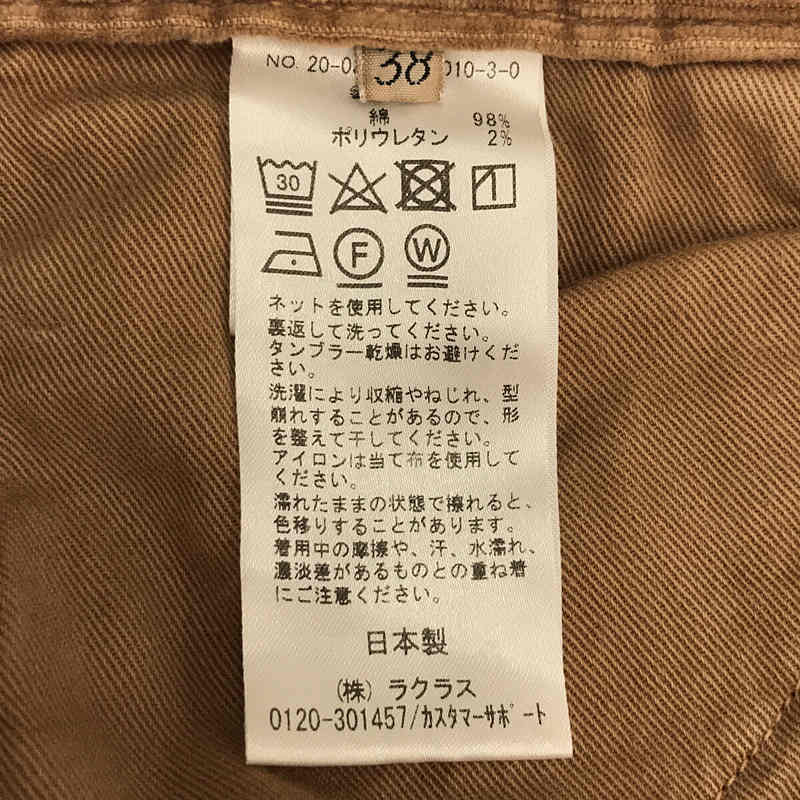 NO. 20-0
38
010-3-0
綿 98%
ポリウレタン 2%
30
F
W
ネットを使用してください。
裏返して洗ってください。
タンブラー乾燥はお避けくだ
さい。
洗濯により収縮やねじれ、型
崩れすることがあるので、形
を整えて干してください。
アイロンは当て布を使用して
ください。
濡れたままの状態で擦れると、
色移りすることがあります。
着用中の摩擦や、汗、水濡れ、
濃淡差があるものとの重ね着
にご注意ください。
日本製
(株) ラクラス
0120-301457/カスタマーサポート